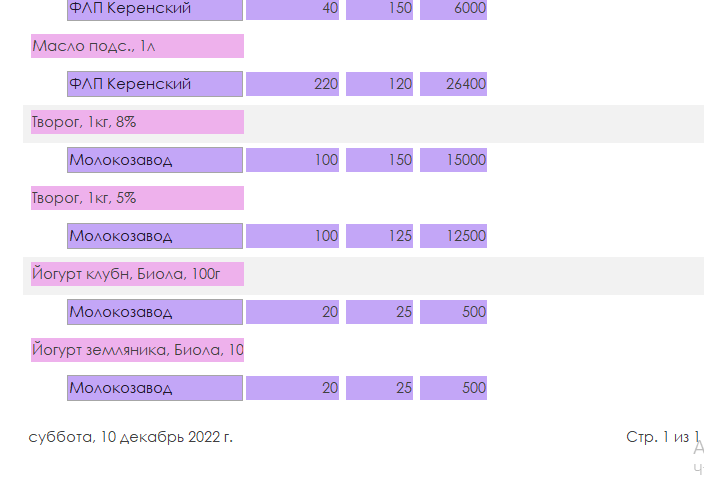 ФЛП Керенский 40 150 6000
Масло подс., 1л
ФЛП Керенский 220 120 26400
Творог, 1кг, 8%
Молокозавод 100 150 15000
Творог, 1кг, 5%
Молокозавод 100 125 12500
Йогурт клубн, Биола, 100г
Молокозавод 20 25 500
Йогурт земляника, Биола, 10
Молокозавод 20 25 500
суббота, 10 декабрь 2022 г. Стр. 1 из 1